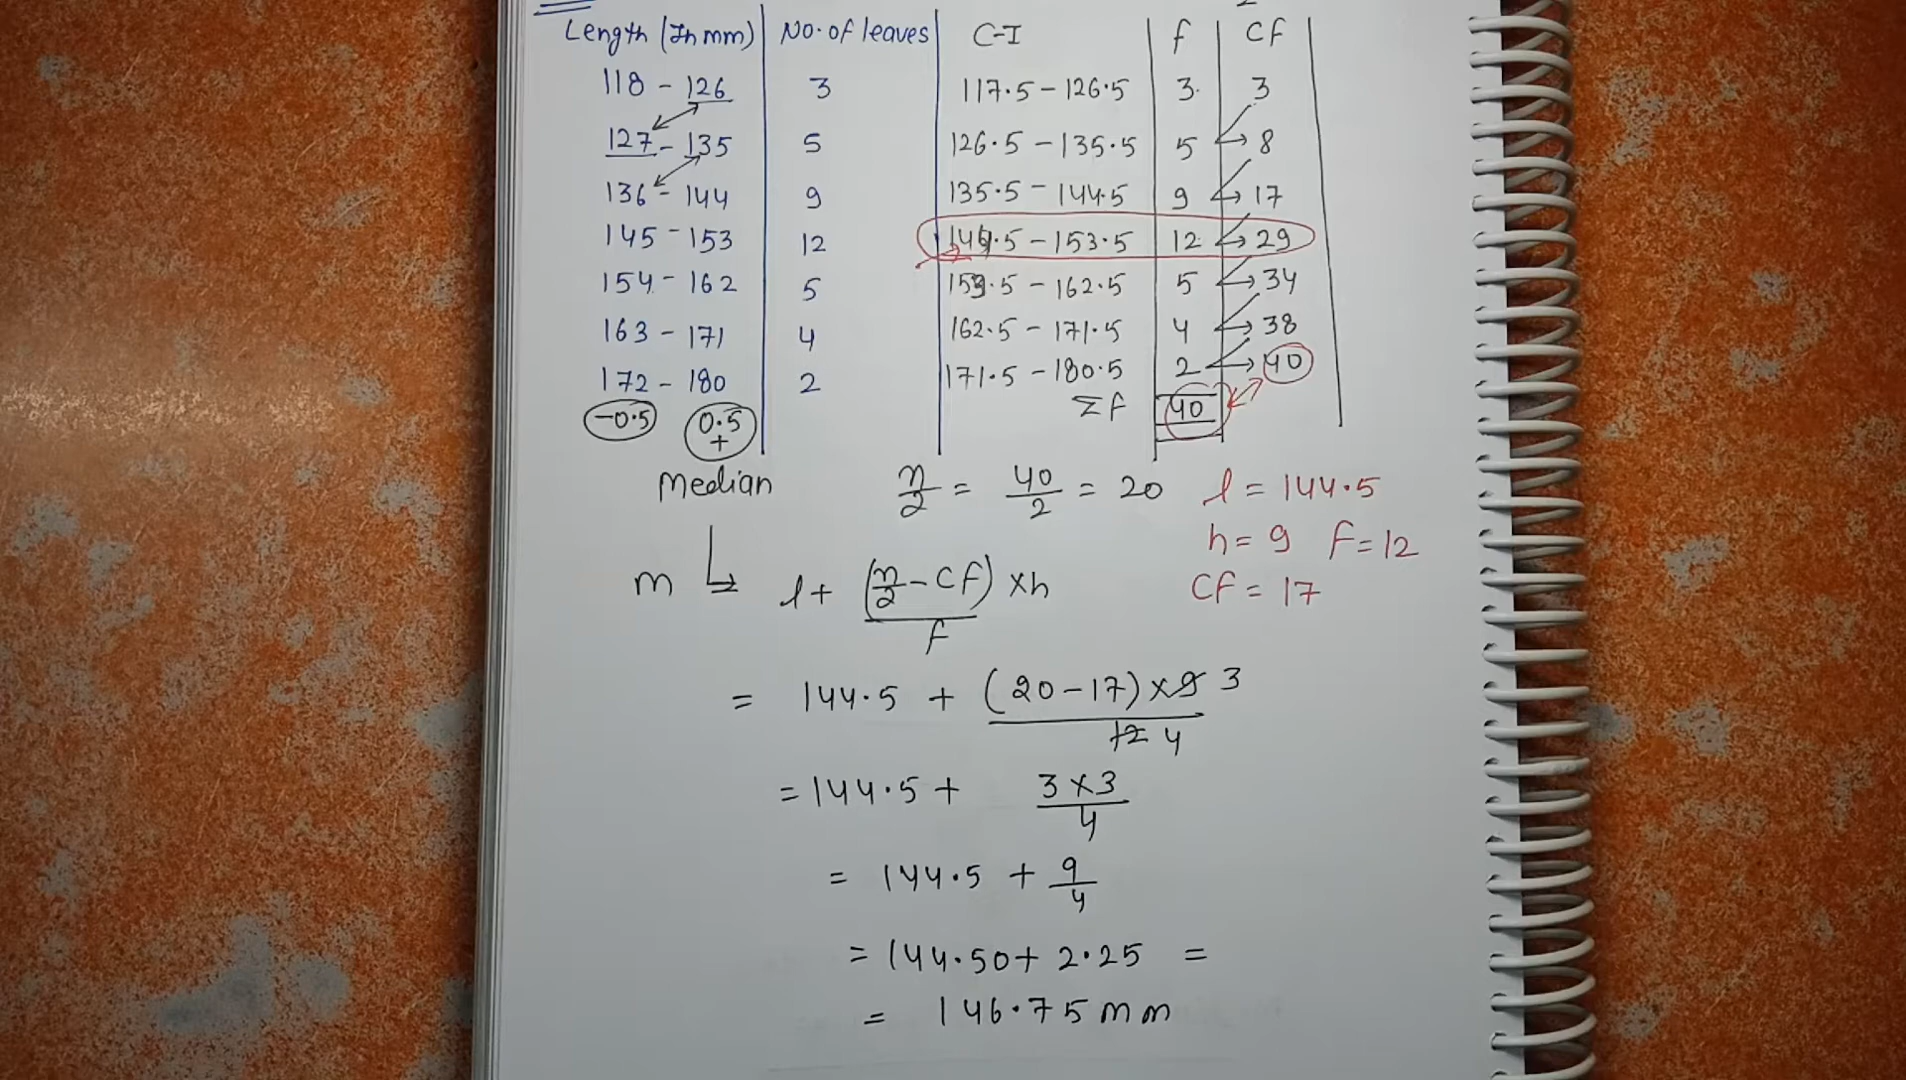 Length (In mm) No. of leaves C-I f CF
118 - 126 3 117.5 - 126.5 3 3
127 - 135 5 126.5 - 135.5 5 8
136 - 144 9 135.5 - 144.5 9 17
145 - 153 12 144.5 - 153.5 12 29
154 - 162 5 153.5 - 162.5 5 34
163 - 171 4 162.5 - 171.5 4 38
172 - 180 2 171.5 - 180.5 2 40
-0.5 0.5 + Σf 40
Median n/2 = 40/2 = 20 l = 144.5
h = 9 f = 12
m l + (n/2 - CF) × h / f CF = 17
= 144.5 + (20 - 17) × 9 3 / 12 4
= 144.5 + 3 × 3 / 4
= 144.5 + 9/4
= 144.50 + 2.25 =
= 146.75 mm